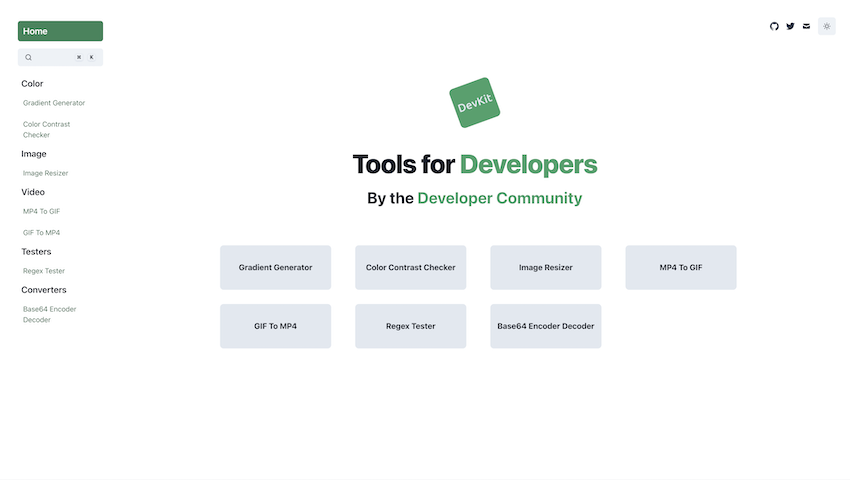 Home
⌘ K
Color
Gradient Generator
Color Contrast
Checker
Image
Image Resizer
Video
MP4 To GIF
GIF To MP4
Testers
Regex Tester
Converters
Base64 Encoder
Decoder
DevKit
Tools for Developers
By the Developer Community
Gradient Generator
Color Contrast Checker
Image Resizer
MP4 To GIF
GIF To MP4
Regex Tester
Base64 Encoder Decoder